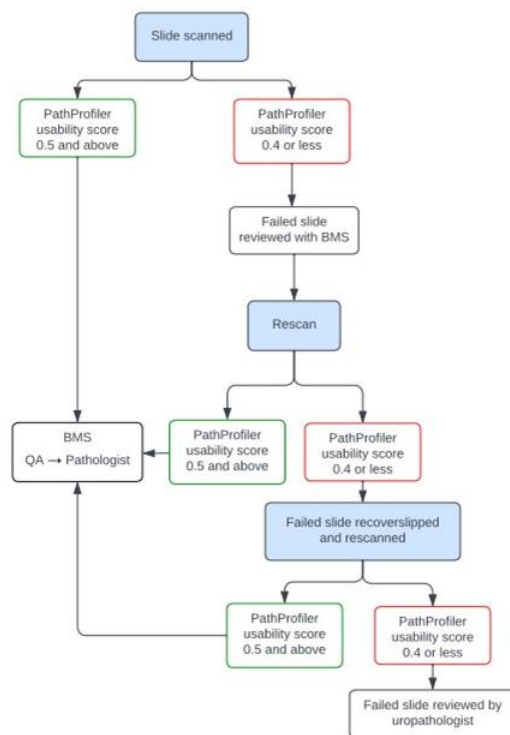 Slide scanned
PathProfiler
usability score
0.5 and above
PathProfiler
usability score
0.4 or less
Failed slide
reviewed with BMS
Rescan
BMS
QA → Pathologist
PathProfiler
usability score
0.5 and above
PathProfiler
usability score
0.4 or less
Failed slide recoverslipped
and rescanned
PathProfiler
usability score
0.5 and above
PathProfiler
usability score
0.4 or less
Failed slide reviewed by
uropathologist